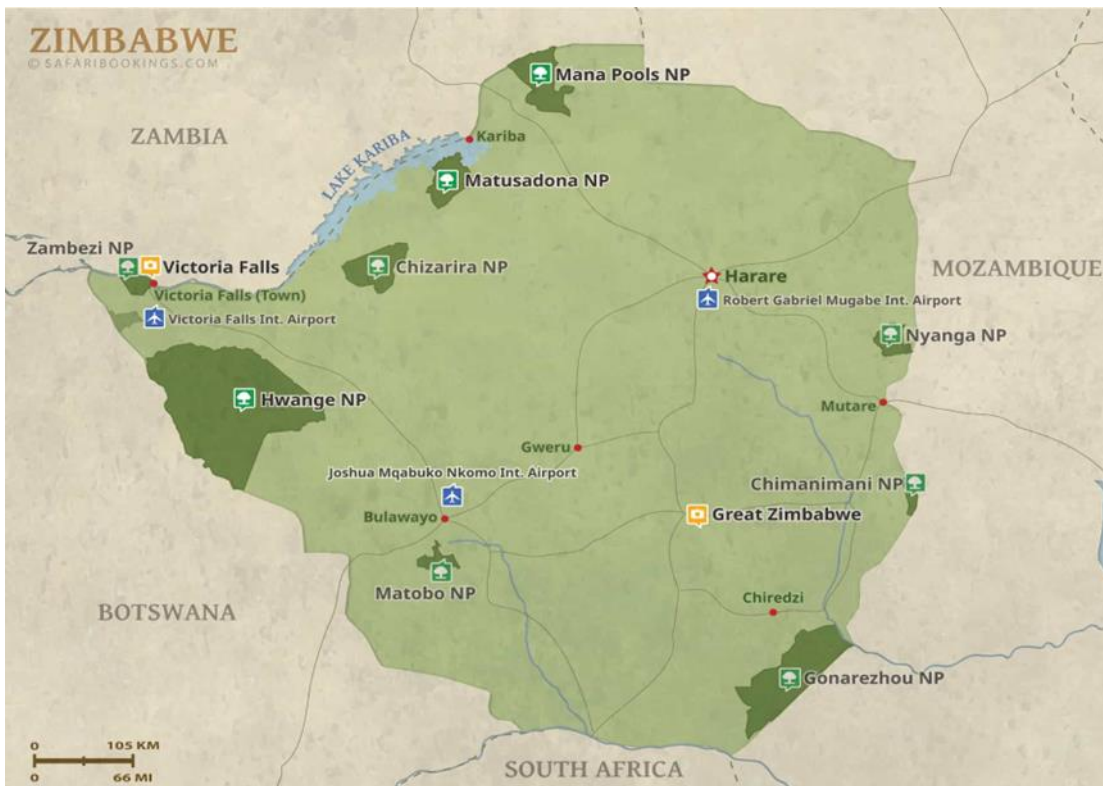 ZIMBABWE
© SAFARIBOOKINGS.COM
Mana Pools NP
ZAMBIA
Kariba
LAKE KARIBA
Matusadona NP
Zambezi NP
Victoria Falls
Chizarira NP
MOZAMBIQUE
Harare
Victoria Falls (Town)
Robert Gabriel Mugabe Int. Airport
Victoria Falls Int. Airport
Nyanga NP
Hwange NP
Mutare
Gweru
Joshua Mqabuko Nkomo Int. Airport
Chimanimani NP
Bulawayo
Great Zimbabwe
Matobo NP
Chiredzi
BOTSWANA
Gonarezhou NP
0 105 KM
0 66 MI
SOUTH AFRICA